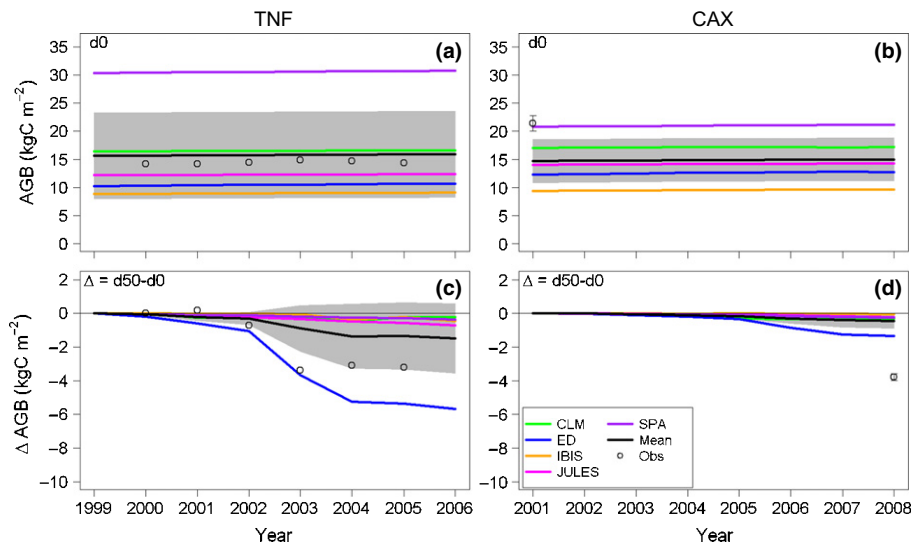 TNF
CAX
d0
(a)
d0
(b)
AGB (kgC m⁻²)
35
30
25
20
15
10
5
0
35
30
25
20
15
10
5
0
Δ = d50-d0
(c)
Δ = d50-d0
(d)
Δ AGB (kgC m⁻²)
2
0
−2
−4
−6
−8
−10
2
0
−2
−4
−6
−8
−10
CLM
ED
IBIS
JULES
SPA
Mean
Obs
1999 2000 2001 2002 2003 2004 2005 2006
2001 2002 2003 2004 2005 2006 2007 2008
Year
Year